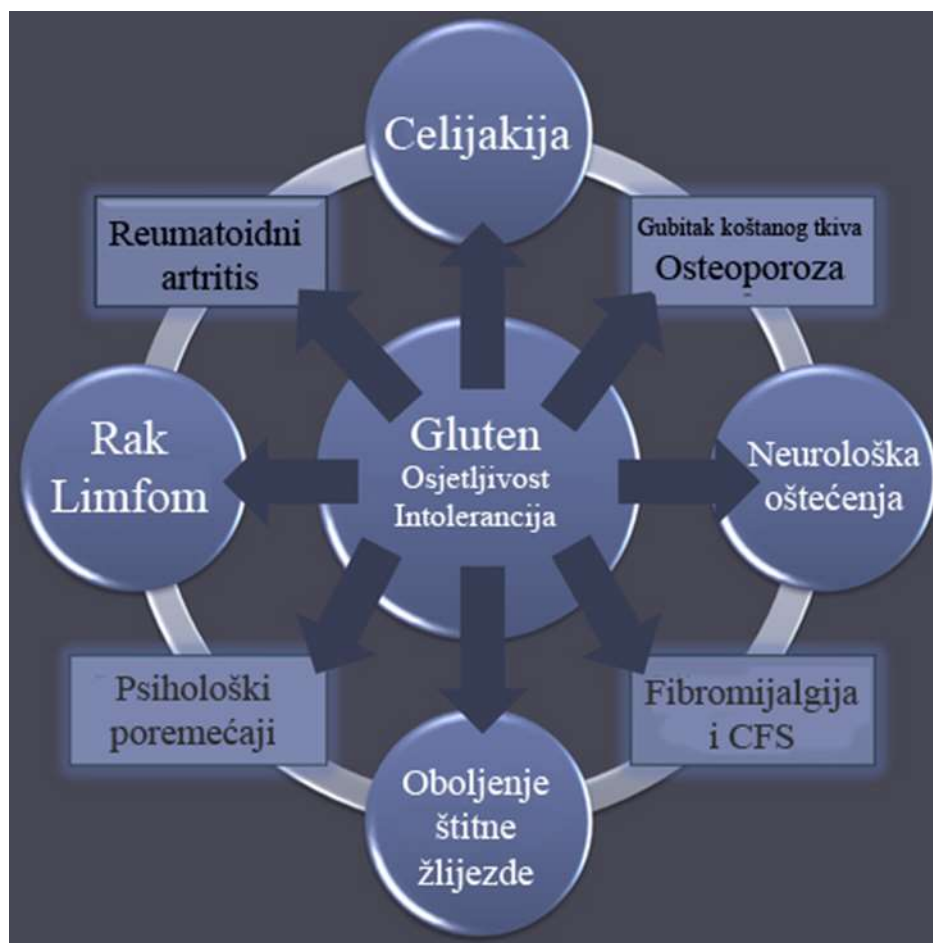 Celijakija
Reumatoidni
artritis
Gubitak koštanog tkiva
Osteoporoza
Rak
Limfom
Gluten
Osjetljivost
Intolerancija
Neurološka
oštećenja
Psihološki
poremećaji
Fibromijalgija
i CFS
Oboljenje
štitne
žlijezde